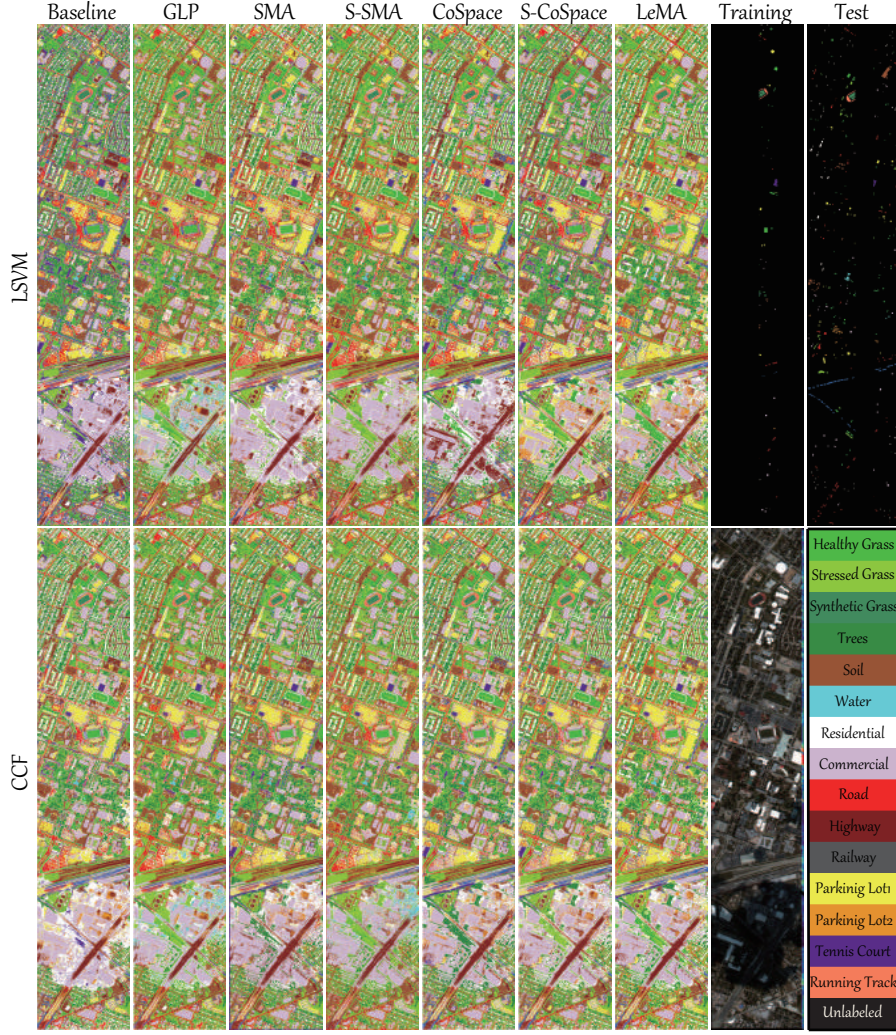 Baseline GLP SMA S-SMA CoSpace S-CoSpace LeMA Training Test
LSVM
CCF
Healthy Grass
Stressed Grass
Synthetic Grass
Trees
Soil
Water
Residential
Commercial
Road
Highway
Railway
Parkinig Lot1
Parkinig Lot2
Tennis Court
Running Track
Unlabeled